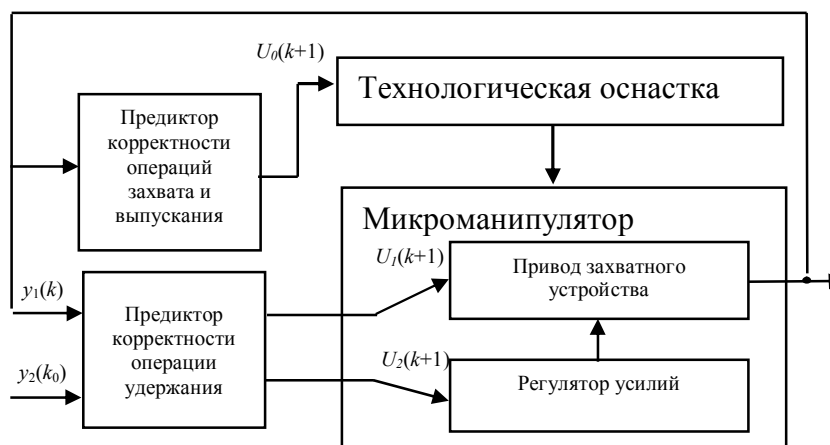 U₀(k+1)
Технологическая оснастка
Предиктор
корректности
операций
захвата и
выпускания
Микроманипулятор
U₁(k+1)
Привод захватного
устройства
y₁(k)
Предиктор
корректности
операции
удержания
y₂(k₀)
U₂(k+1)
Регулятор усилий